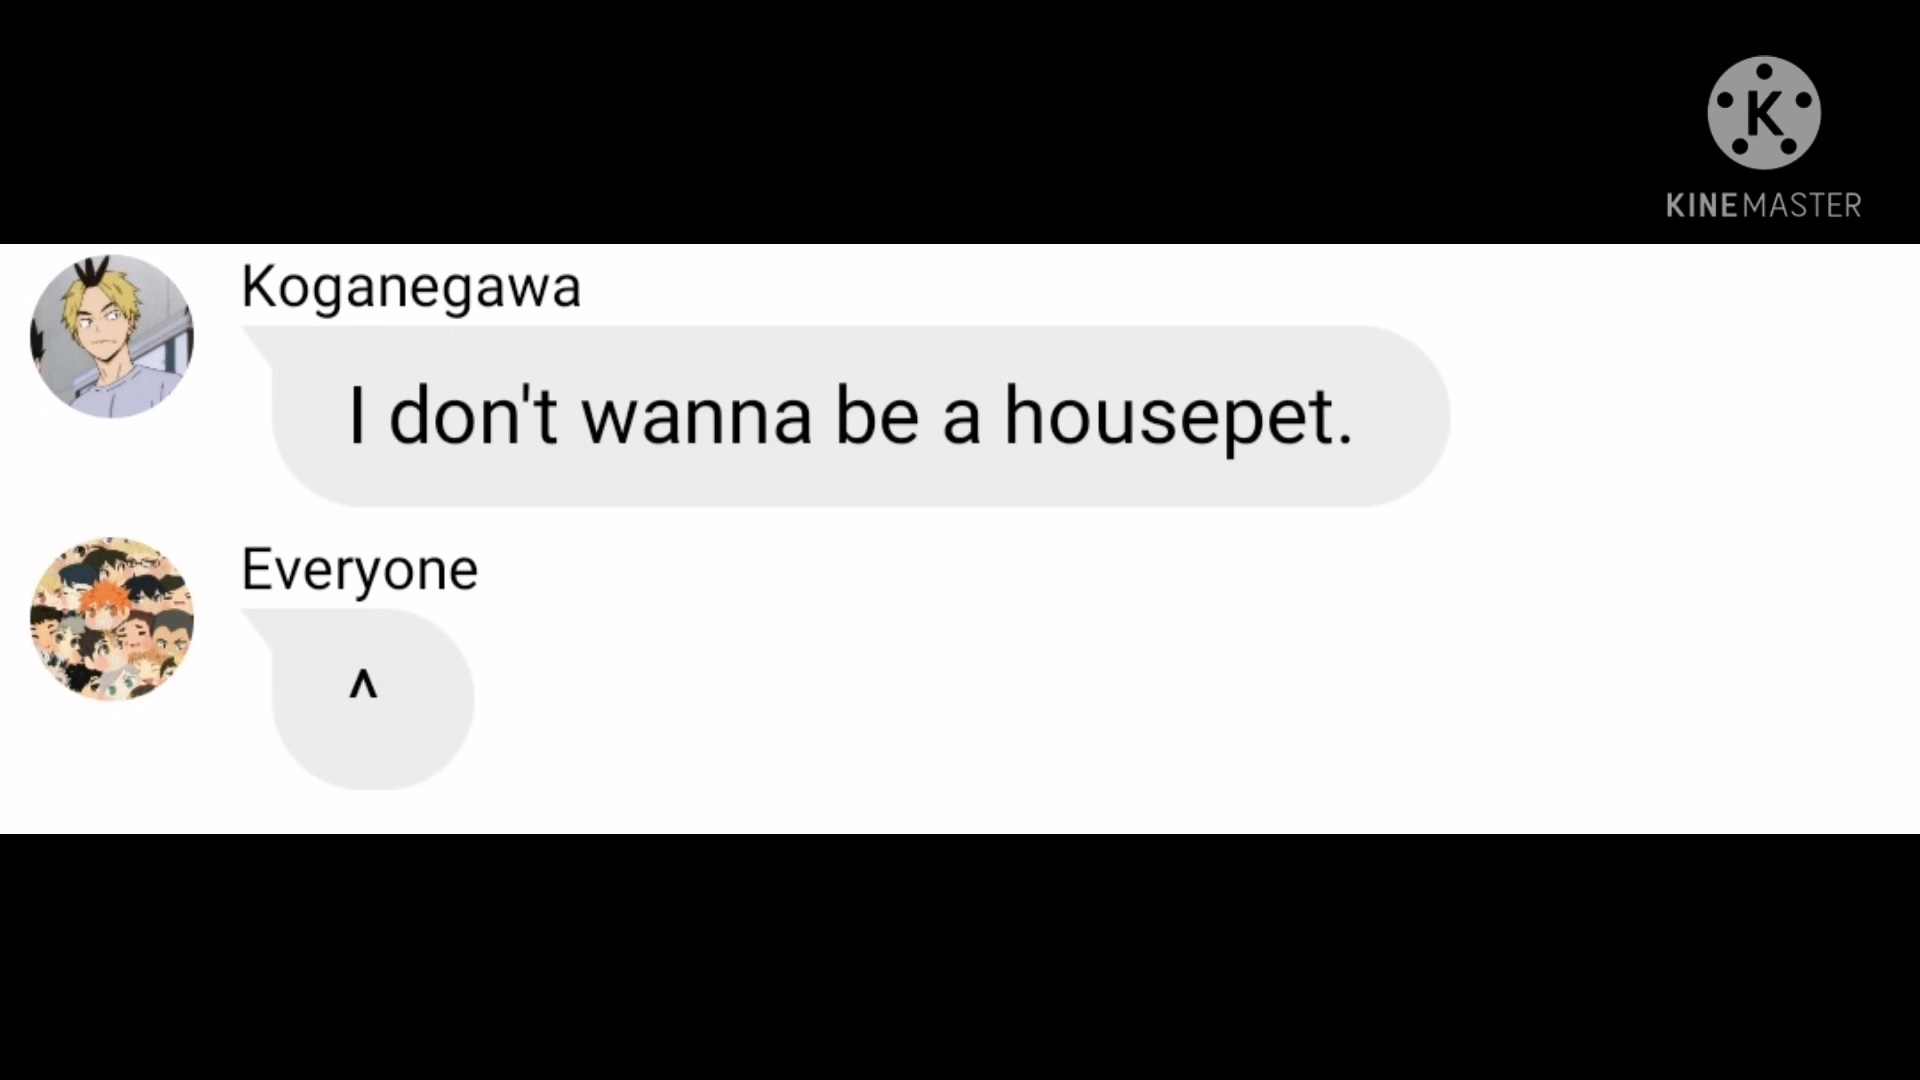 K
KINEMASTER
Koganegawa
I don't wanna be a housepet.
Everyone
^